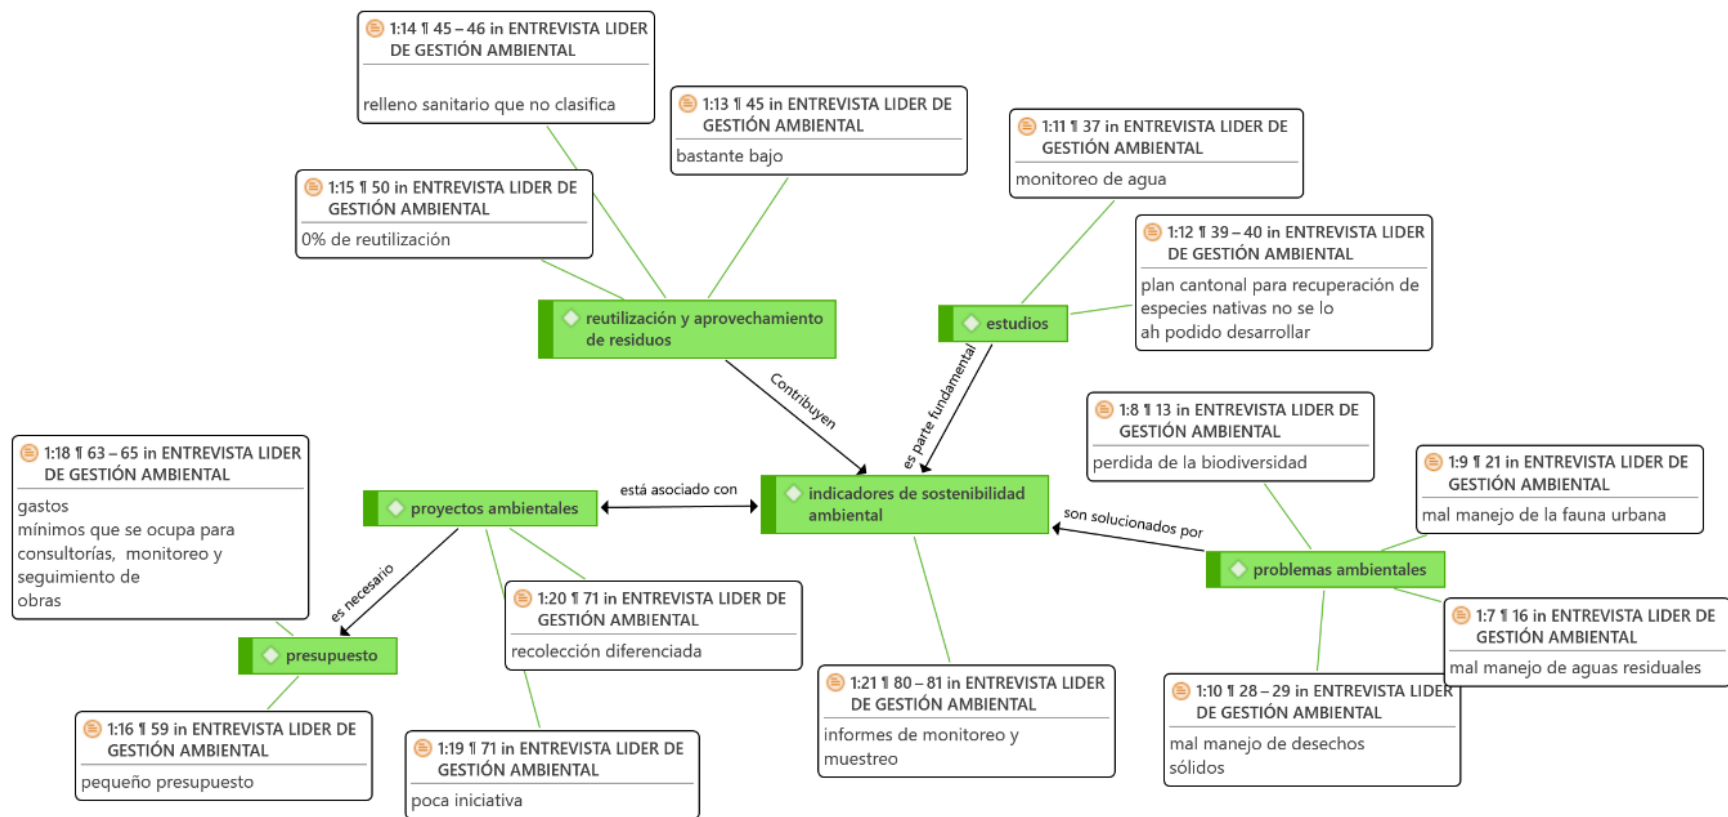 1:14 ¶ 45 – 46 in ENTREVISTA LIDER
DE GESTIÓN AMBIENTAL
relleno sanitario que no clasifica
1:13 ¶ 45 in ENTREVISTA LIDER DE
GESTIÓN AMBIENTAL
bastante bajo
1:11 ¶ 37 in ENTREVISTA LIDER DE
GESTIÓN AMBIENTAL
monitoreo de agua
1:15 ¶ 50 in ENTREVISTA LIDER DE
GESTIÓN AMBIENTAL
0% de reutilización
1:12 ¶ 39 – 40 in ENTREVISTA LIDER
DE GESTIÓN AMBIENTAL
plan cantonal para recuperación de
especies nativas no se lo
ah podido desarrollar
reutilización y aprovechamiento
de residuos
estudios
Contribuyen
es parte fundamental
1:8 ¶ 13 in ENTREVISTA LIDER DE
GESTIÓN AMBIENTAL
perdida de la biodiversidad
1:18 ¶ 63 – 65 in ENTREVISTA LIDER
DE GESTIÓN AMBIENTAL
gastos
mínimos que se ocupa para
consultorías, monitoreo y
seguimiento de
obras
1:9 ¶ 21 in ENTREVISTA LIDER DE
GESTIÓN AMBIENTAL
mal manejo de la fauna urbana
proyectos ambientales
está asociado con
indicadores de sostenibilidad
ambiental
son solucionados por
problemas ambientales
es necesario
1:20 ¶ 71 in ENTREVISTA LIDER DE
GESTIÓN AMBIENTAL
recolección diferenciada
1:7 ¶ 16 in ENTREVISTA LIDER DE
GESTIÓN AMBIENTAL
mal manejo de aguas residuales
presupuesto
1:21 ¶ 80 – 81 in ENTREVISTA LIDER
DE GESTIÓN AMBIENTAL
informes de monitoreo y
muestreo
1:10 ¶ 28 – 29 in ENTREVISTA LIDER
DE GESTIÓN AMBIENTAL
mal manejo de desechos
sólidos
1:16 ¶ 59 in ENTREVISTA LIDER DE
GESTIÓN AMBIENTAL
pequeño presupuesto
1:19 ¶ 71 in ENTREVISTA LIDER DE
GESTIÓN AMBIENTAL
poca iniciativa